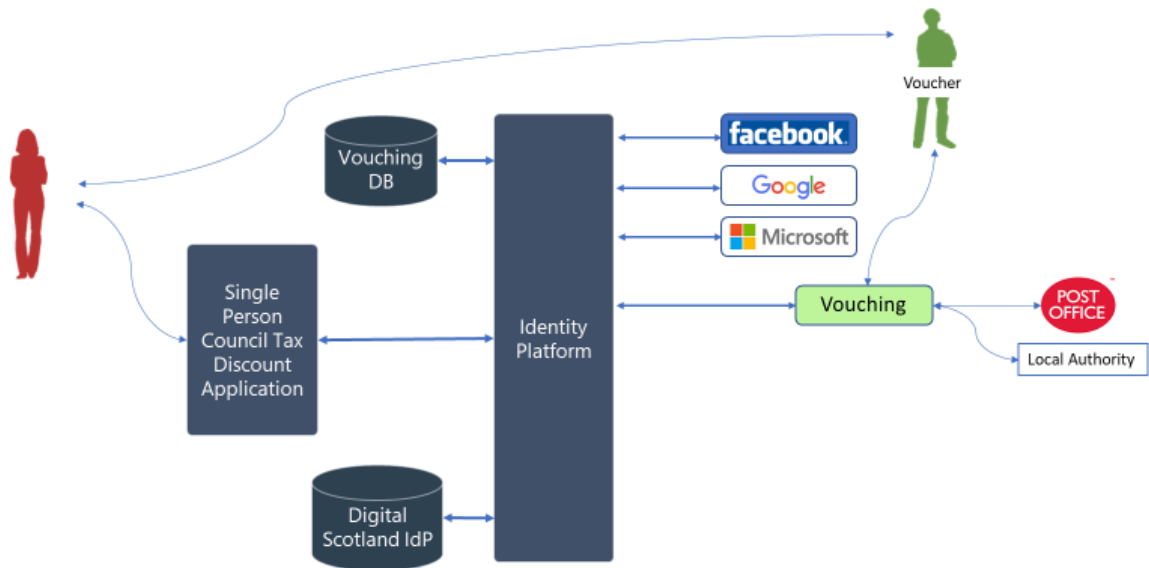 Voucher
Vouching
DB
facebook.
Google
Microsoft
Single
Person
Council Tax
Discount
Application
Identity
Platform
Vouching
POST
OFFICE
Local Authority
Digital
Scotland IdP